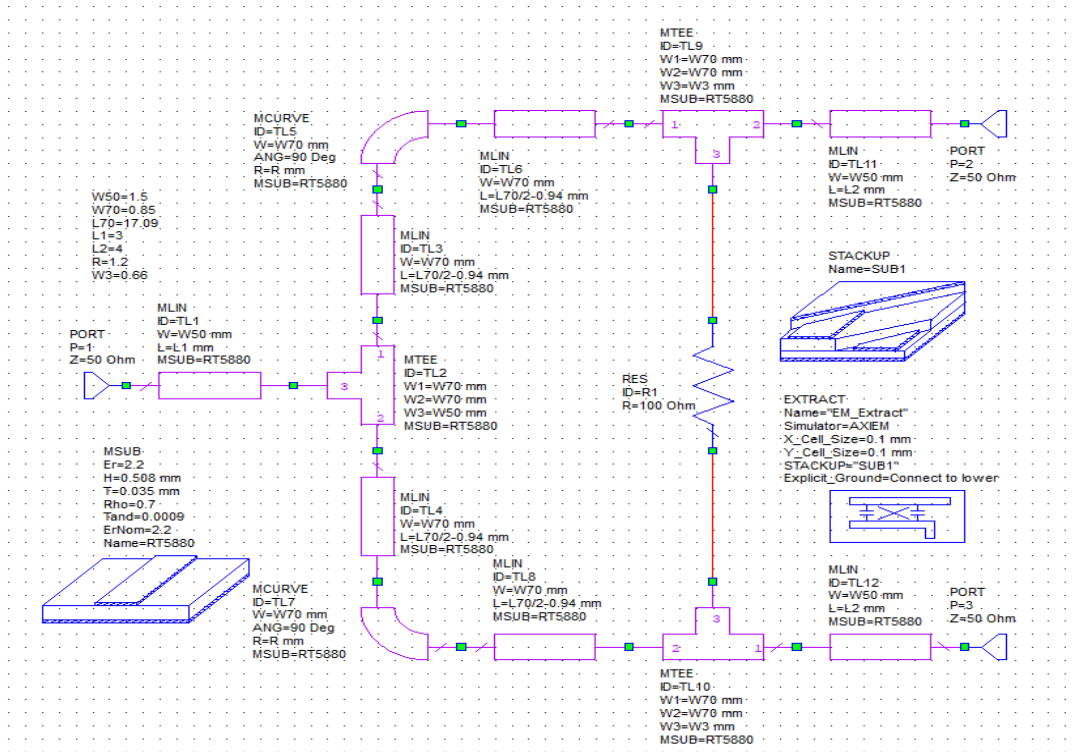 MTEE
ID=TL9
W1=W70 mm
W2=W70 mm
W3=W3 mm
MSUB=RT5880
1
2
3
MCURVE
ID=TL5
W=W70 mm
ANG=90 Deg
R=R mm
MSUB=RT5880
MLIN
ID=TL6
W=W70 mm
L=L70/2-0.94 mm
MSUB=RT5880
MLIN
ID=TL11
W=W50 mm
L=L2 mm
MSUB=RT5880
PORT
P=2
Z=50 Ohm
W50=1.5
W70=0.85
L70=17.09
L1=3
L2=4
R=1.2
W3=0.66
MLIN
ID=TL3
W=W70 mm
L=L70/2-0.94 mm
MSUB=RT5880
STACKUP
Name=SUB1
MLIN
ID=TL1
W=W50 mm
L=L1 mm
MSUB=RT5880
PORT
P=1
Z=50 Ohm
1
3
2
MTEE
ID=TL2
W1=W70 mm
W2=W70 mm
W3=W50 mm
MSUB=RT5880
RES
ID=R1
R=100 Ohm
EXTRACT
Name="EM_Extract"
Simulator=AXIEM
X_Cell_Size=0.1 mm
Y_Cell_Size=0.1 mm
STACKUP="SUB1"
Explicit_Ground=Connect to lower
MSUB
Er=2.2
H=0.508 mm
T=0.035 mm
Rho=0.7
Tand=0.0009
ErNom=2.2
Name=RT5880
MLIN
ID=TL4
W=W70 mm
L=L70/2-0.94 mm
MSUB=RT5880
MCURVE
ID=TL7
W=W70 mm
ANG=90 Deg
R=R mm
MSUB=RT5880
MLIN
ID=TL8
W=W70 mm
L=L70/2-0.94 mm
MSUB=RT5880
3
2
1
MLIN
ID=TL12
W=W50 mm
L=L2 mm
MSUB=RT5880
PORT
P=3
Z=50 Ohm
MTEE
ID=TL10
W1=W70 mm
W2=W70 mm
W3=W3 mm
MSUB=RT5880